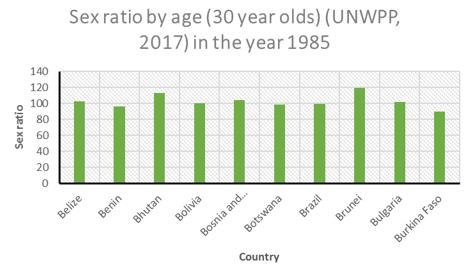 Sex ratio by age (30 year olds) (UNWPP,
2017) in the year 1985
140
120
100
80
60
40
20
0
Sex ratio
Belize
Benin
Bhutan
Bolivia
Bosnia and...
Botswana
Brazil
Brunei
Bulgaria
Burkina Faso
Country